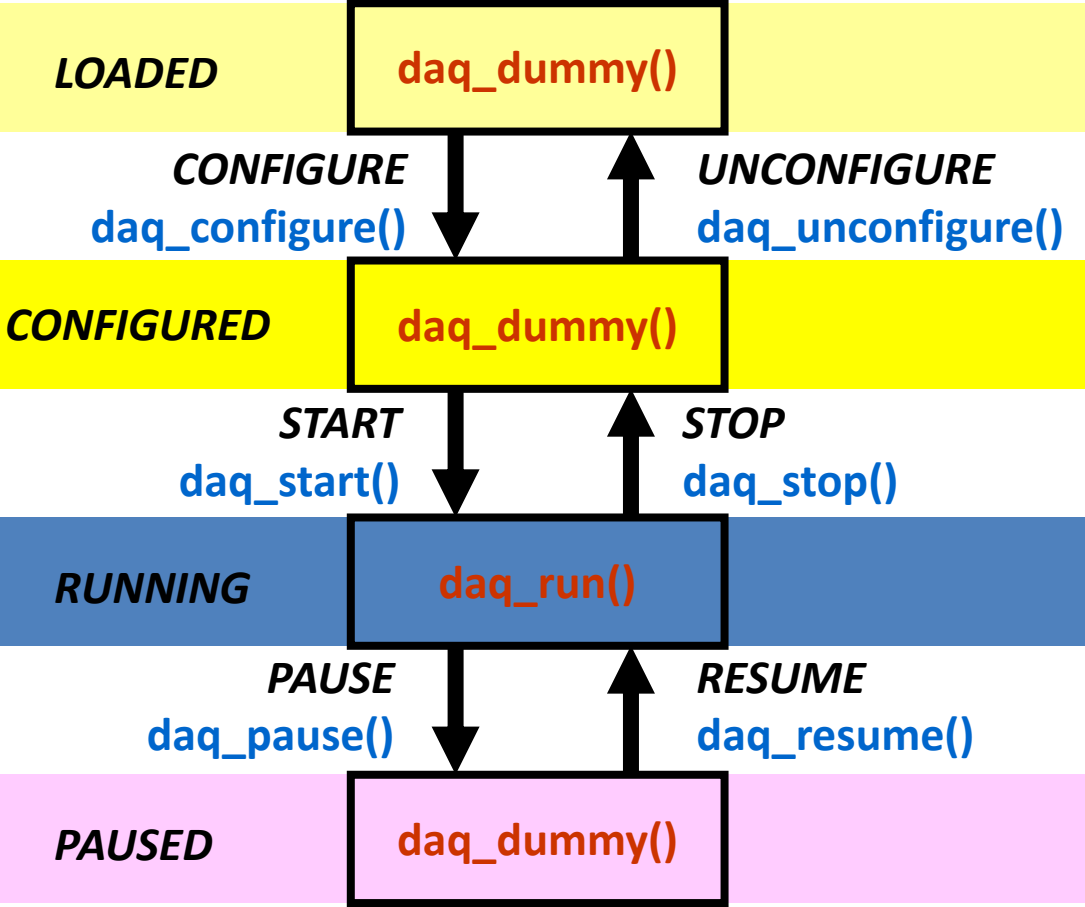 LOADED
daq_dummy()
CONFIGURE
UNCONFIGURE
daq_configure()
daq_unconfigure()
CONFIGURED
daq_dummy()
START
STOP
daq_start()
daq_stop()
RUNNING
daq_run()
PAUSE
RESUME
daq_pause()
daq_resume()
PAUSED
daq_dummy()